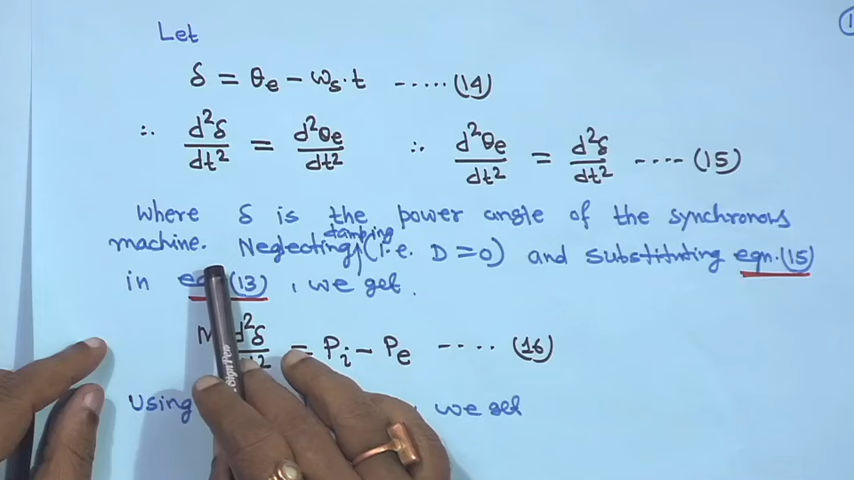 Let
δ = θe − ωs.t ----- (14)
∴ d²δ/dt² = d²θe/dt² ∴ d²θe/dt² = d²δ/dt² ---- (15)
where δ is the power angle of the synchronous
damping
machine. Neglecting (i.e. D = 0) and substituting eqn.(15)
in (13), we get.
d²δ = Pi − Pe ---- (16)
Using we get